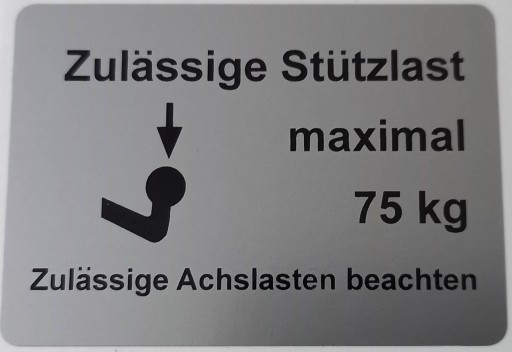 Zulässige Stützlast
maximal
75 kg
Zulässige Achslasten beachten